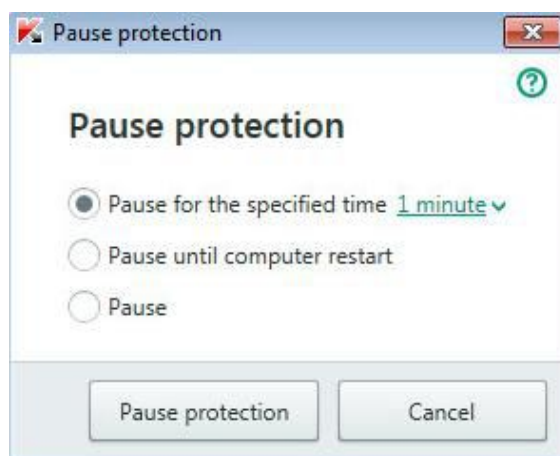 Pause protection
Pause protection
Pause for the specified time 1 minute
Pause until computer restart
Pause
Pause protection Cancel